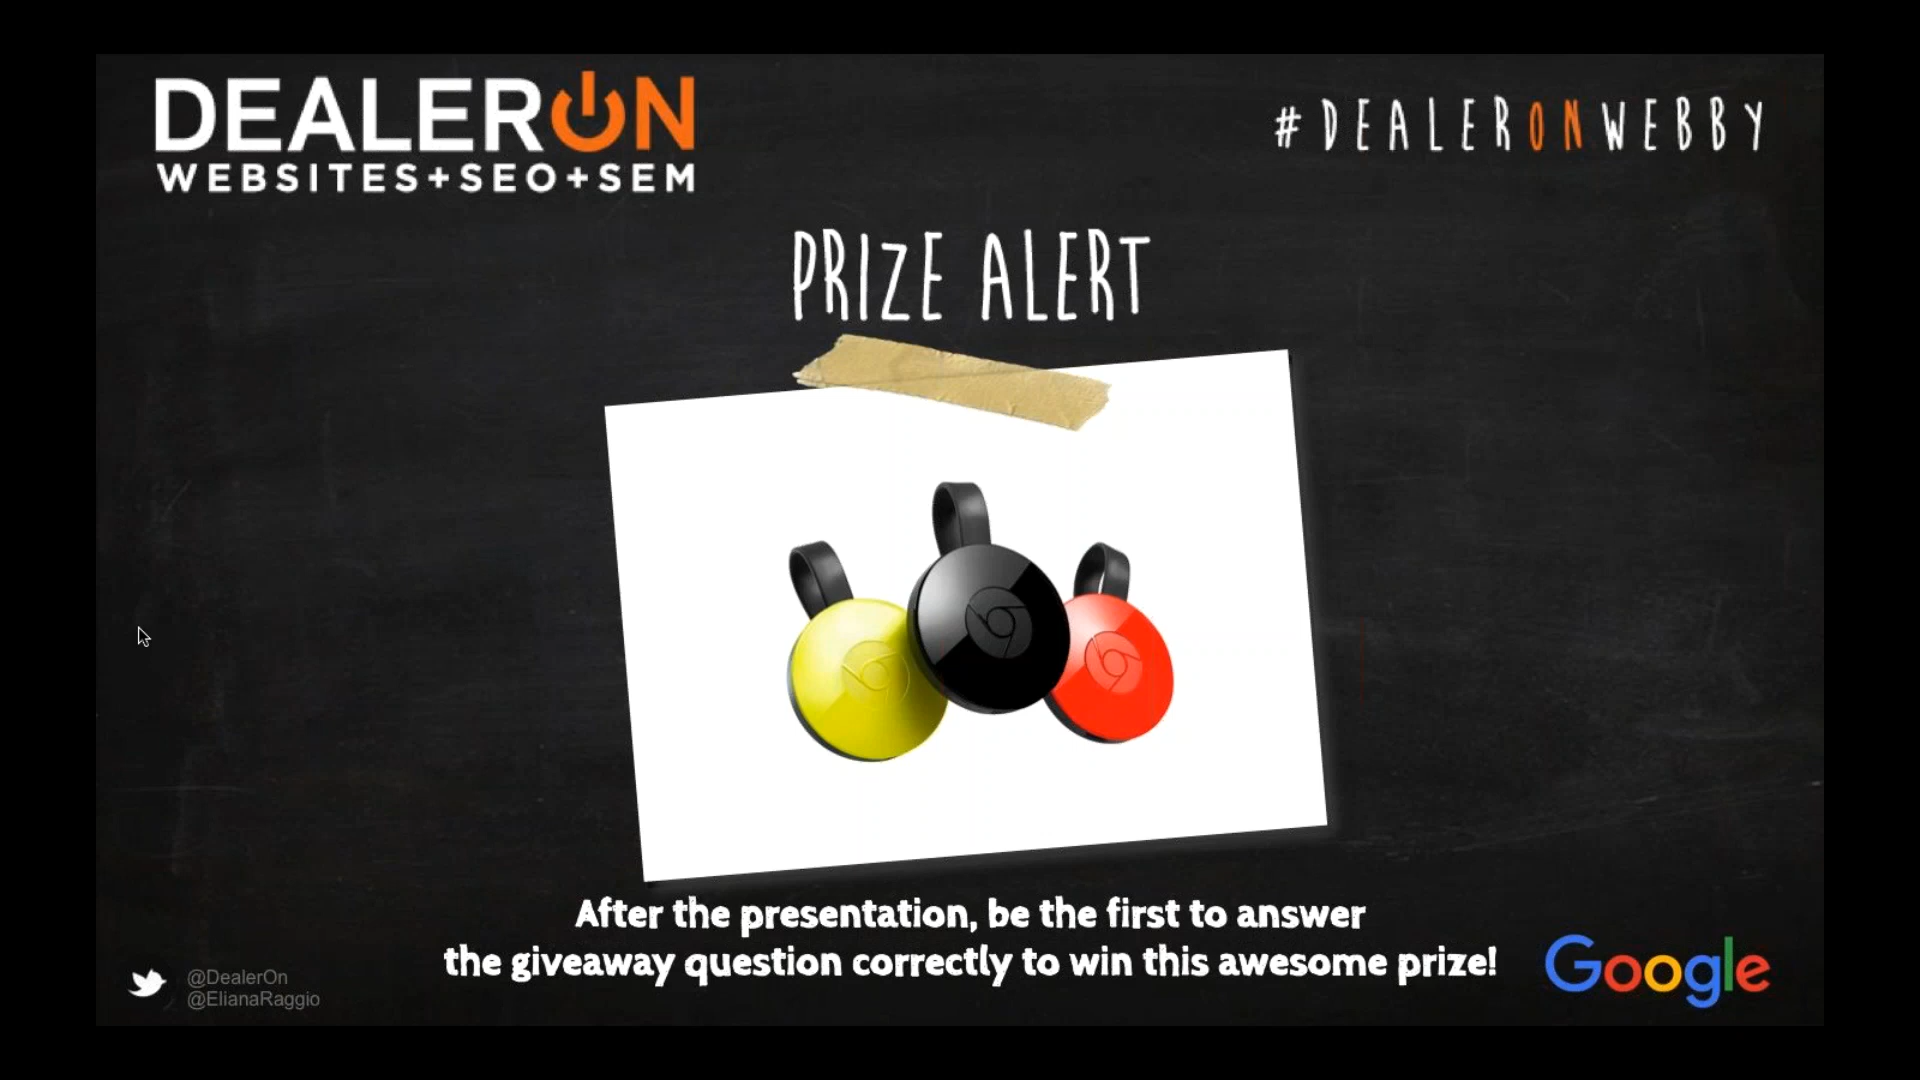 DEALERON
WEBSITES+SEO+SEM
#DEALERONWEBBY
PRIZE ALERT
After the presentation, be the first to answer
the giveaway question correctly to win this awesome prize!
@DealerOn
@ElianaRaggio
Google